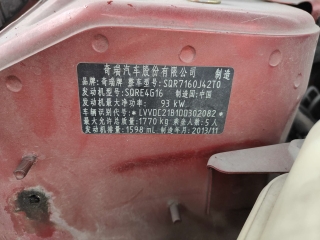 奇瑞汽车股份有限公司 制造
品牌:奇瑞牌 整车型号:SQR7160J42T0
发动机型号:SQRE4G16 制造国:中国
发动机最大净功率: 93 kW
车辆识别代号:*LVVDC21B1DD302082*
最大允许总质量:1770 kg 乘坐人数: 5人
发动机排量:1598 mL 制造年月:2013/11